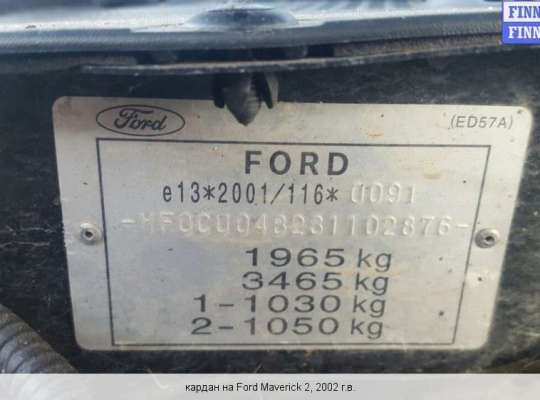 FINN
FINN
Ford
(ED57A)
FORD
e13*2001/116* 0091
1965 kg
3465 kg
1-1030 kg
2-1050 kg
кардан на Ford Maverick 2, 2002 г.в.